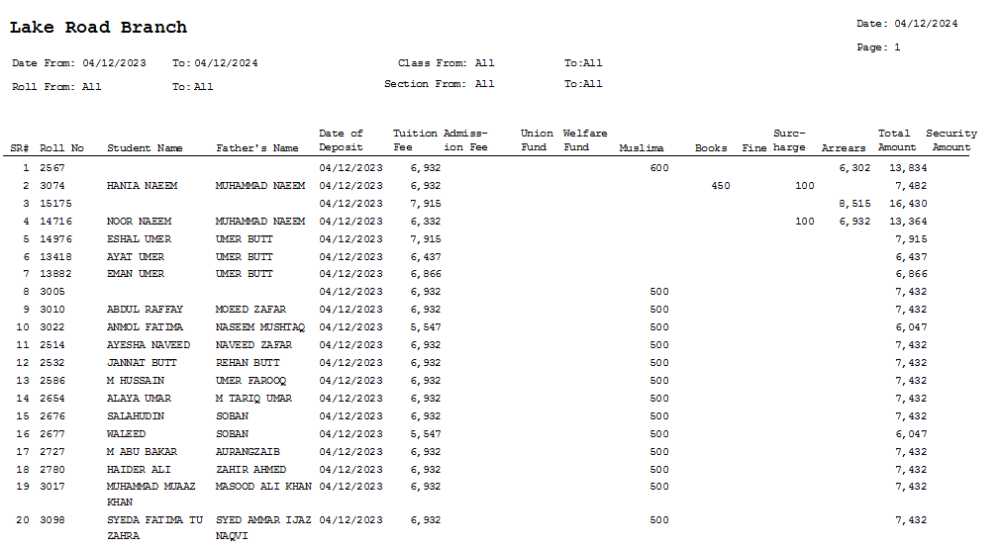 Lake Road Branch
Date: 04/12/2024
Page: 1
Date From: 04/12/2023 To: 04/12/2024 Class From: All To:All
Roll From: All To: All Section From: All To:All
Date of Tuition Admiss- Union Welfare Surc- Total Security
SR# Roll No Student Name Father's Name Deposit Fee ion Fee Fund Fund Muslima Books Fine harge Arrears Amount Amount
1 2567 04/12/2023 6,932 600 6,302 13,834
2 3074 HANIA NAEEM MUHAMMAD NAEEM 04/12/2023 6,932 450 100 7,482
3 15175 04/12/2023 7,915 8,515 16,430
4 14716 NOOR NAEEM MUHAMMAD NAEEM 04/12/2023 6,332 100 6,932 13,364
5 14976 ESHAL UMER UMER BUTT 04/12/2023 7,915 7,915
6 13418 AYAT UMER UMER BUTT 04/12/2023 6,437 6,437
7 13882 EMAN UMER UMER BUTT 04/12/2023 6,866 6,866
8 3005 04/12/2023 6,932 500 7,432
9 3010 ABDUL RAFFAY MOEED ZAFAR 04/12/2023 6,932 500 7,432
10 3022 ANMOL FATIMA NASEEM MUSHTAQ 04/12/2023 5,547 500 6,047
11 2514 AYESHA NAVEED NAVEED ZAFAR 04/12/2023 6,932 500 7,432
12 2532 JANNAT BUTT REHAN BUTT 04/12/2023 6,932 500 7,432
13 2586 M HUSSAIN UMER FAROOQ 04/12/2023 6,932 500 7,432
14 2654 ALAYA UMAR M TARIQ UMAR 04/12/2023 6,932 500 7,432
15 2676 SALAHUDIN SOBAN 04/12/2023 6,932 500 7,432
16 2677 WALEED SOBAN 04/12/2023 5,547 500 6,047
17 2727 M ABU BAKAR AURANGZAIB 04/12/2023 6,932 500 7,432
18 2780 HAIDER ALI ZAHIR AHMED 04/12/2023 6,932 500 7,432
19 3017 MUHAMMAD MUAAZ MASOOD ALI KHAN 04/12/2023 6,932 500 7,432
KHAN
20 3098 SYEDA FATIMA TU SYED AMMAR IJAZ 04/12/2023 6,932 500 7,432
ZAHRA NAQVI